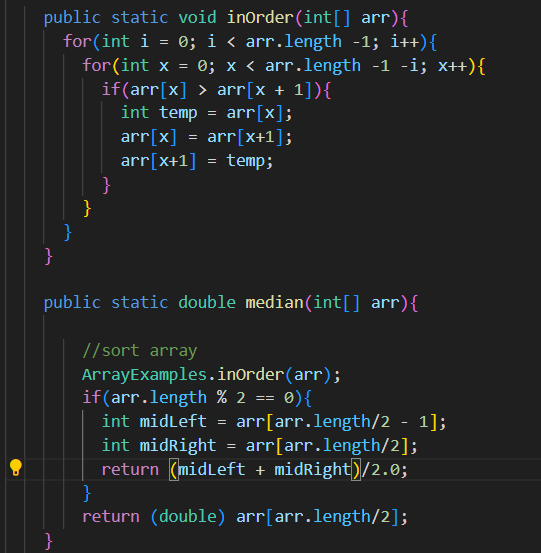 public static void inOrder(int[] arr){
for(int i = 0; i < arr.length -1; i++){
for(int x = 0; x < arr.length -1 -i; x++){
if(arr[x] > arr[x + 1]){
int temp = arr[x];
arr[x] = arr[x+1];
arr[x+1] = temp;
}
}
}
}
public static double median(int[] arr){
//sort array
ArrayExamples.inOrder(arr);
if(arr.length % 2 == 0){
int midLeft = arr[arr.length/2 - 1];
int midRight = arr[arr.length/2];
return (midLeft + midRight)/2.0;
}
return (double) arr[arr.length/2];
}